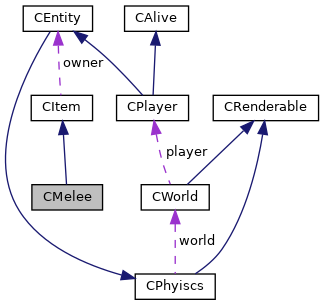 CEntity
CAlive
owner
CItem
CPlayer
CRenderable
player
CMelee
CWorld
world
CPhyiscs